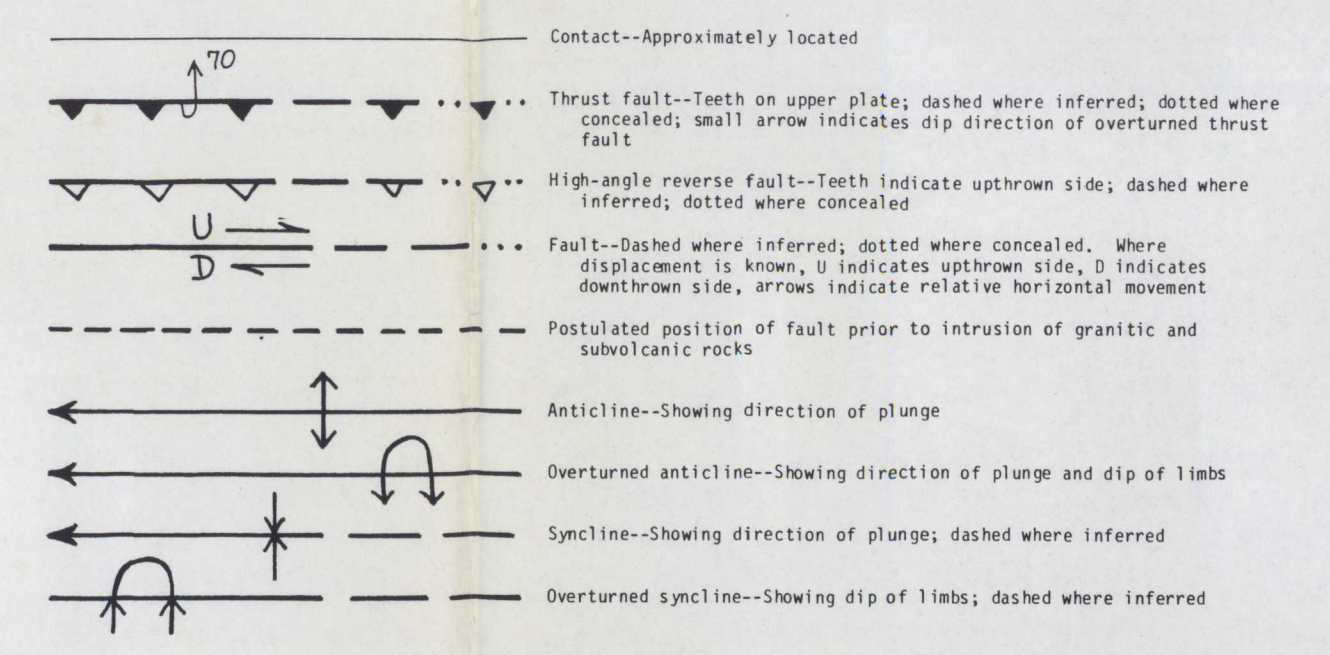 Contact--Approximately located
70
Thrust fault--Teeth on upper plate; dashed where inferred; dotted where
concealed; small arrow indicates dip direction of overturned thrust
fault
High-angle reverse fault--Teeth indicate upthrown side; dashed where
inferred; dotted where concealed
U
D
Fault--Dashed where inferred; dotted where concealed. Where
displacement is known, U indicates upthrown side, D indicates
downthrown side, arrows indicate relative horizontal movement
Postulated position of fault prior to intrusion of granitic and
subvolcanic rocks
Anticline--Showing direction of plunge
Overturned anticline--Showing direction of plunge and dip of limbs
Syncline--Showing direction of plunge; dashed where inferred
Overturned syncline--Showing dip of limbs; dashed where inferred